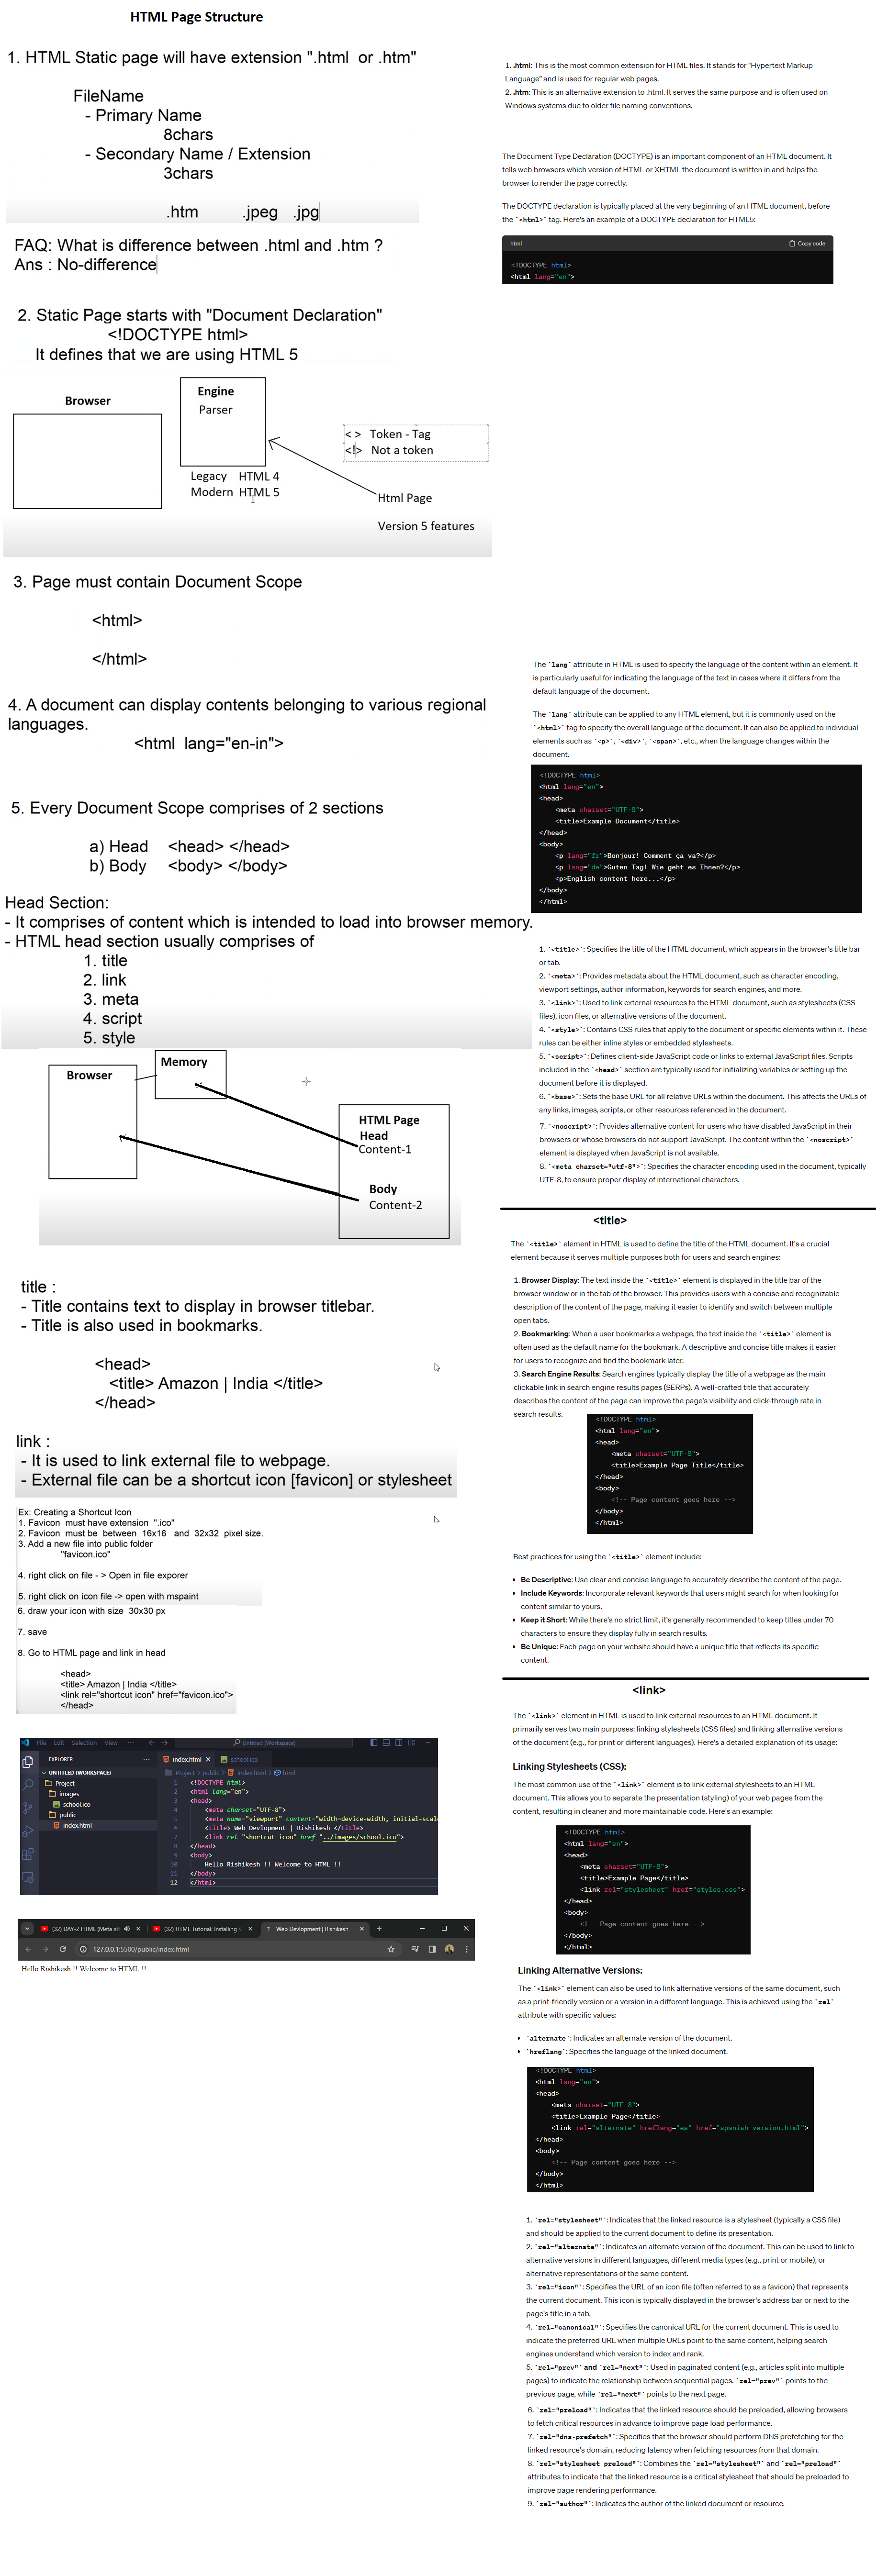 HTML Page Structure
1. HTML Static page will have extension ".html or .htm"
FileName
- Primary Name
8chars
- Secondary Name / Extension
3chars
.htm .jpeg .jpg
FAQ: What is difference between .html and .htm ?
Ans : No-difference
2. Static Page starts with "Document Declaration"
<!DOCTYPE html>
It defines that we are using HTML 5
Browser
Engine
Parser
< > Token - Tag
<!> Not a token
Legacy HTML 4
Modern HTML 5
Html Page
Version 5 features
3. Page must contain Document Scope
<html>
</html>
4. A document can display contents belonging to various regional
languages.
<html lang="en-in">
5. Every Document Scope comprises of 2 sections
a) Head <head> </head>
b) Body <body> </body>
Head Section:
- It comprises of content which is intended to load into browser memory.
- HTML head section usually comprises of
1. title
2. link
3. meta
4. script
5. style
Browser
Memory
HTML Page
Head
Content-1
Body
Content-2
title :
- Title contains text to display in browser titlebar.
- Title is also used in bookmarks.
<head>
<title> Amazon | India </title>
</head>
link :
- It is used to link external file to webpage.
- External file can be a shortcut icon [favicon] or stylesheet
Ex: Creating a Shortcut Icon
1. Favicon must have extension ".ico"
2. Favicon must be between 16x16 and 32x32 pixel size.
3. Add a new file into public folder
"favicon.ico"
4. right click on file - > Open in file exporer
5. right click on icon file -> open with mspaint
6. draw your icon with size 30x30 px
7. save
8. Go to HTML page and link in head
<head>
<title> Amazon | India </title>
<link rel="shortcut icon" href="favicon.ico">
</head>
File Edit Selection View ··· Untitled (Workspace)
EXPLORER ··· index.html × school.ico
UNTITLED (WORKSPACE)
Project
images
school.ico
public
index.html
Project > public > index.html > html
1 <!DOCTYPE html>
2 <html lang="en">
3 <head>
4 <meta charset="UTF-8">
5 <meta name="viewport" content="width=device-width, initial-scal
6 <title> Web Devlopment | Rishikesh </title>
7 <link rel="shortcut icon" href="../images/school.ico">
8 </head>
9 <body>
10 Hello Rishikesh !! Welcome to HTML !!
11 </body>
12 </html>
(32) DAY-2 HTML (Meta an × (32) HTML Tutorial: Installing V × Web Devlopment | Rishikesh × +
127.0.0.1:5500/public/index.html
Hello Rishikesh !! Welcome to HTML !!
1. .html: This is the most common extension for HTML files. It stands for "Hypertext Markup
Language" and is used for regular web pages.
2. .htm: This is an alternative extension to .html. It serves the same purpose and is often used on
Windows systems due to older file naming conventions.
The Document Type Declaration (DOCTYPE) is an important component of an HTML document. It
tells web browsers which version of HTML or XHTML the document is written in and helps the
browser to render the page correctly.
The DOCTYPE declaration is typically placed at the very beginning of an HTML document, before
the `<html>` tag. Here's an example of a DOCTYPE declaration for HTML5:
html Copy code
<!DOCTYPE html>
<html lang="en">
The `lang` attribute in HTML is used to specify the language of the content within an element. It
is particularly useful for indicating the language of the text in cases where it differs from the
default language of the document.
The `lang` attribute can be applied to any HTML element, but it is commonly used on the
`<html>` tag to specify the overall language of the document. It can also be applied to individual
elements such as `<p>`, `<div>`, `<span>`, etc., when the language changes within the
document.
<!DOCTYPE html>
<html lang="en">
<head>
<meta charset="UTF-8">
<title>Example Document</title>
</head>
<body>
<p lang="fr">Bonjour! Comment ça va?</p>
<p lang="de">Guten Tag! Wie geht es Ihnen?</p>
<p>English content here...</p>
</body>
</html>
1. `<title>`: Specifies the title of the HTML document, which appears in the browser's title bar
or tab.
2. `<meta>`: Provides metadata about the HTML document, such as character encoding,
viewport settings, author information, keywords for search engines, and more.
3. `<link>`: Used to link external resources to the HTML document, such as stylesheets (CSS
files), icon files, or alternative versions of the document.
4. `<style>`: Contains CSS rules that apply to the document or specific elements within it. These
rules can be either inline styles or embedded stylesheets.
5. `<script>`: Defines client-side JavaScript code or links to external JavaScript files. Scripts
included in the `<head>` section are typically used for initializing variables or setting up the
document before it is displayed.
6. `<base>`: Sets the base URL for all relative URLs within the document. This affects the URLs of
any links, images, scripts, or other resources referenced in the document.
7. `<noscript>`: Provides alternative content for users who have disabled JavaScript in their
browsers or whose browsers do not support JavaScript. The content within the `<noscript>`
element is displayed when JavaScript is not available.
8. `<meta charset="utf-8">`: Specifies the character encoding used in the document, typically
UTF-8, to ensure proper display of international characters.
<title>
The `<title>` element in HTML is used to define the title of the HTML document. It's a crucial
element because it serves multiple purposes both for users and search engines:
1. Browser Display: The text inside the `<title>` element is displayed in the title bar of the
browser window or in the tab of the browser. This provides users with a concise and recognizable
description of the content of the page, making it easier to identify and switch between multiple
open tabs.
2. Bookmarking: When a user bookmarks a webpage, the text inside the `<title>` element is
often used as the default name for the bookmark. A descriptive and concise title makes it easier
for users to recognize and find the bookmark later.
3. Search Engine Results: Search engines typically display the title of a webpage as the main
clickable link in search engine results pages (SERPs). A well-crafted title that accurately
describes the content of the page can improve the page's visibility and click-through rate in
search results.
<!DOCTYPE html>
<html lang="en">
<head>
<meta charset="UTF-8">
<title>Example Page Title</title>
</head>
<body>
<!-- Page content goes here -->
</body>
</html>
Best practices for using the `<title>` element include:
• Be Descriptive: Use clear and concise language to accurately describe the content of the page.
• Include Keywords: Incorporate relevant keywords that users might search for when looking for
content similar to yours.
• Keep it Short: While there's no strict limit, it's generally recommended to keep titles under 70
characters to ensure they display fully in search results.
• Be Unique: Each page on your website should have a unique title that reflects its specific
content.
<link>
The `<link>` element in HTML is used to link external resources to an HTML document. It
primarily serves two main purposes: linking stylesheets (CSS files) and linking alternative versions
of the document (e.g., for print or different languages). Here's a detailed explanation of its usage:
Linking Stylesheets (CSS):
The most common use of the `<link>` element is to link external stylesheets to an HTML
document. This allows you to separate the presentation (styling) of your web pages from the
content, resulting in cleaner and more maintainable code. Here's an example:
<!DOCTYPE html>
<html lang="en">
<head>
<meta charset="UTF-8">
<title>Example Page</title>
<link rel="stylesheet" href="styles.css">
</head>
<body>
<!-- Page content goes here -->
</body>
</html>
Linking Alternative Versions:
The `<link>` element can also be used to link alternative versions of the same document, such
as a print-friendly version or a version in a different language. This is achieved using the `rel`
attribute with specific values:
• `alternate`: Indicates an alternate version of the document.
• `hreflang`: Specifies the language of the linked document.
<!DOCTYPE html>
<html lang="en">
<head>
<meta charset="UTF-8">
<title>Example Page</title>
<link rel="alternate" hreflang="es" href="spanish-version.html">
</head>
<body>
<!-- Page content goes here -->
</body>
</html>
1. `rel="stylesheet"`: Indicates that the linked resource is a stylesheet (typically a CSS file)
and should be applied to the current document to define its presentation.
2. `rel="alternate"`: Indicates an alternate version of the document. This can be used to link to
alternative versions in different languages, different media types (e.g., print or mobile), or
alternative representations of the same content.
3. `rel="icon"`: Specifies the URL of an icon file (often referred to as a favicon) that represents
the current document. This icon is typically displayed in the browser's address bar or next to the
page's title in a tab.
4. `rel="canonical"`: Specifies the canonical URL for the current document. This is used to
indicate the preferred URL when multiple URLs point to the same content, helping search
engines understand which version to index and rank.
5. `rel="prev"` and `rel="next"`: Used in paginated content (e.g., articles split into multiple
pages) to indicate the relationship between sequential pages. `rel="prev"` points to the
previous page, while `rel="next"` points to the next page.
6. `rel="preload"`: Indicates that the linked resource should be preloaded, allowing browsers
to fetch critical resources in advance to improve page load performance.
7. `rel="dns-prefetch"`: Specifies that the browser should perform DNS prefetching for the
linked resource's domain, reducing latency when fetching resources from that domain.
8. `rel="stylesheet preload"`: Combines the `rel="stylesheet"` and `rel="preload"`
attributes to indicate that the linked resource is a critical stylesheet that should be preloaded to
improve page rendering performance.
9. `rel="author"`: Indicates the author of the linked document or resource.